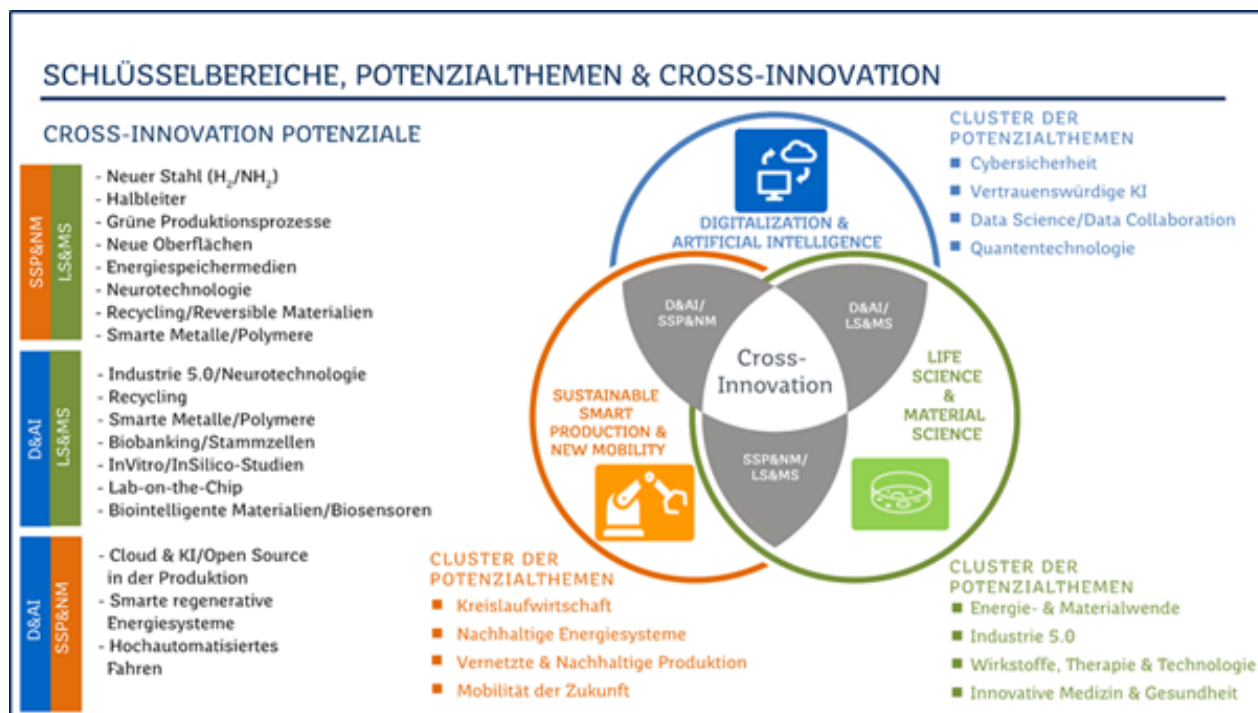 SCHLÜSSELBEREICHE, POTENZIALTHEMEN & CROSS-INNOVATION
CROSS-INNOVATION POTENZIALE
SSP&NM
LS&MS
- Neuer Stahl (H₂/NH₂)
- Halbleiter
- Grüne Produktionsprozesse
- Neue Oberflächen
- Energiespeichermedien
- Neurotechnologie
- Recycling/Reversible Materialien
- Smarte Metalle/Polymere
D&AI
LS&MS
- Industrie 5.0/Neurotechnologie
- Recycling
- Smarte Metalle/Polymere
- Biobanking/Stammzellen
- InVitro/InSilico-Studien
- Lab-on-the-Chip
- Biointelligente Materialien/Biosensoren
D&AI
SSP&NM
- Cloud & KI/Open Source
in der Produktion
- Smarte regenerative
Energiesysteme
- Hochautomatisiertes
Fahren
DIGITALIZATION &
ARTIFICIAL INTELLIGENCE
D&AI/
SSP&NM
D&AI/
LS&MS
Cross-
Innovation
SUSTAINABLE
SMART
PRODUCTION &
NEW MOBILITY
LIFE
SCIENCE
&
MATERIAL
SCIENCE
SSP&NM/
LS&MS
CLUSTER DER
POTENZIALTHEMEN
■ Cybersicherheit
■ Vertrauenswürdige KI
■ Data Science/Data Collaboration
■ Quantentechnologie
CLUSTER DER
POTENZIALTHEMEN
■ Kreislaufwirtschaft
■ Nachhaltige Energiesysteme
■ Vernetzte & Nachhaltige Produktion
■ Mobilität der Zukunft
CLUSTER DER
POTENZIALTHEMEN
■ Energie- & Materialwende
■ Industrie 5.0
■ Wirkstoffe, Therapie & Technologie
■ Innovative Medizin & Gesundheit